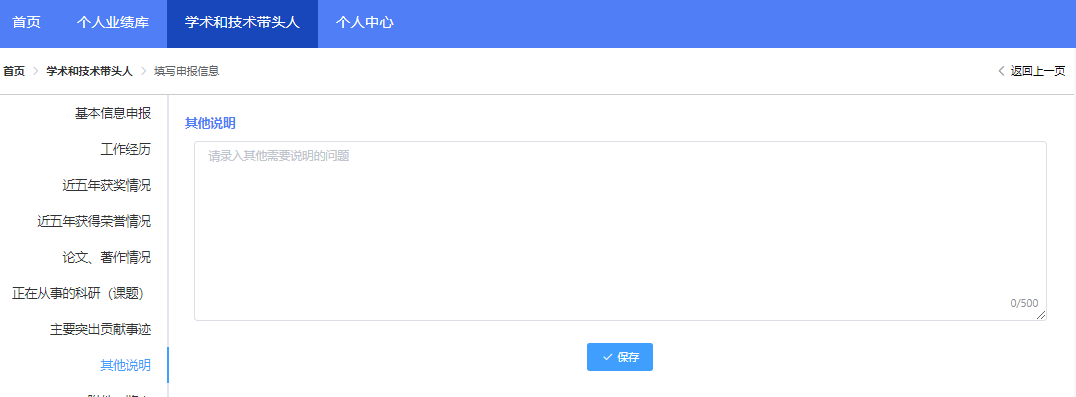 首页 个人业绩库 学术和技术带头人 个人中心
首页 > 学术和技术带头人 > 填写申报信息 < 返回上一页
基本信息申报
工作经历
近五年获奖情况
近五年获得荣誉情况
论文、著作情况
正在从事的科研（课题）
主要突出贡献事迹
其他说明
其他说明
请录入其他需要说明的问题
0/500
保存